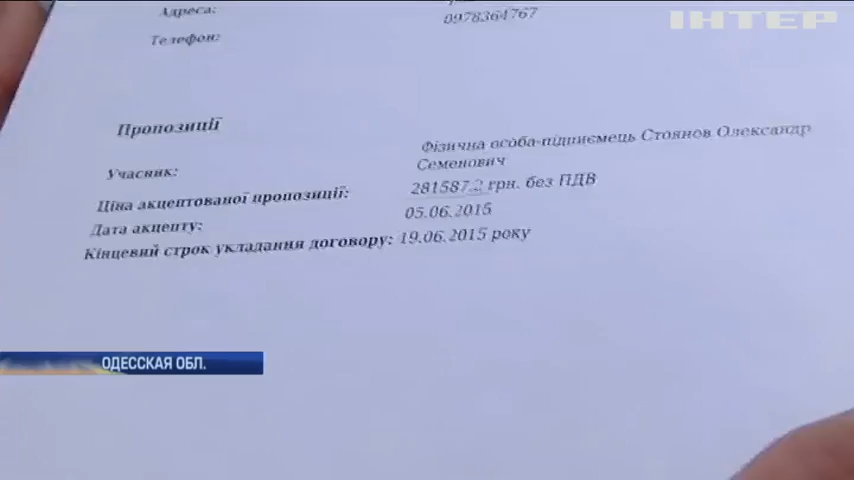 ІНТЕР
Адреса:
0978364767
Телефон:
Пропозиції
Учасник:
Фізична особа-підприємець Стоянов Олександр
Семенович
Ціна акцептованої пропозиції:
281587.2 грн. без ПДВ
Дата акцепту:
05.06.2015
Кінцевий строк укладання договору: 19.06.2015 року
ОДЕССКАЯ ОБЛ.